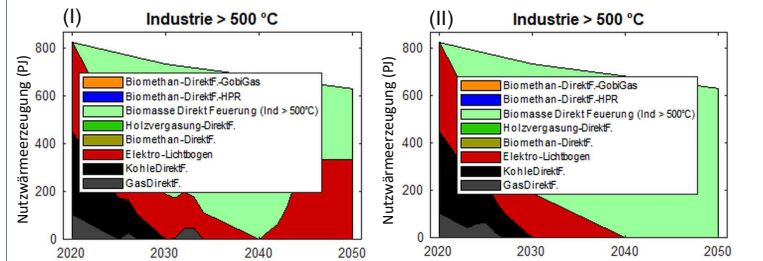 (I)
Industrie > 500 °C
Nutzwärmeerzeugung (PJ)
800
600
400
200
0
Biomethan-DirektF.-GobiGas
Biomethan-DirektF.-HPR
Biomasse Direkt Feuerung (Ind > 500°C)
Holzvergasung-DirektF.
Biomethan-DirektF.
Elektro-Lichtbogen
KohleDirektF.
GasDirektF.
2020
2030
2040
2050
(II)
Industrie > 500 °C
Nutzwärmeerzeugung (PJ)
800
600
400
200
0
Biomethan-DirektF.-GobiGas
Biomethan-DirektF.-HPR
Biomasse Direkt Feuerung (Ind > 500°C)
Holzvergasung-DirektF.
Biomethan-DirektF.
Elektro-Lichtbogen
KohleDirektF.
GasDirektF.
2020
2030
2040
2050